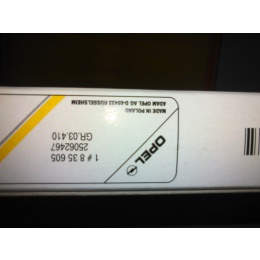 OPEL
1 # 8 35 605
25062467
GR.03.410
MADE IN POLAND
ADAM OPEL AG D-65423 RÜSSELSHEIM